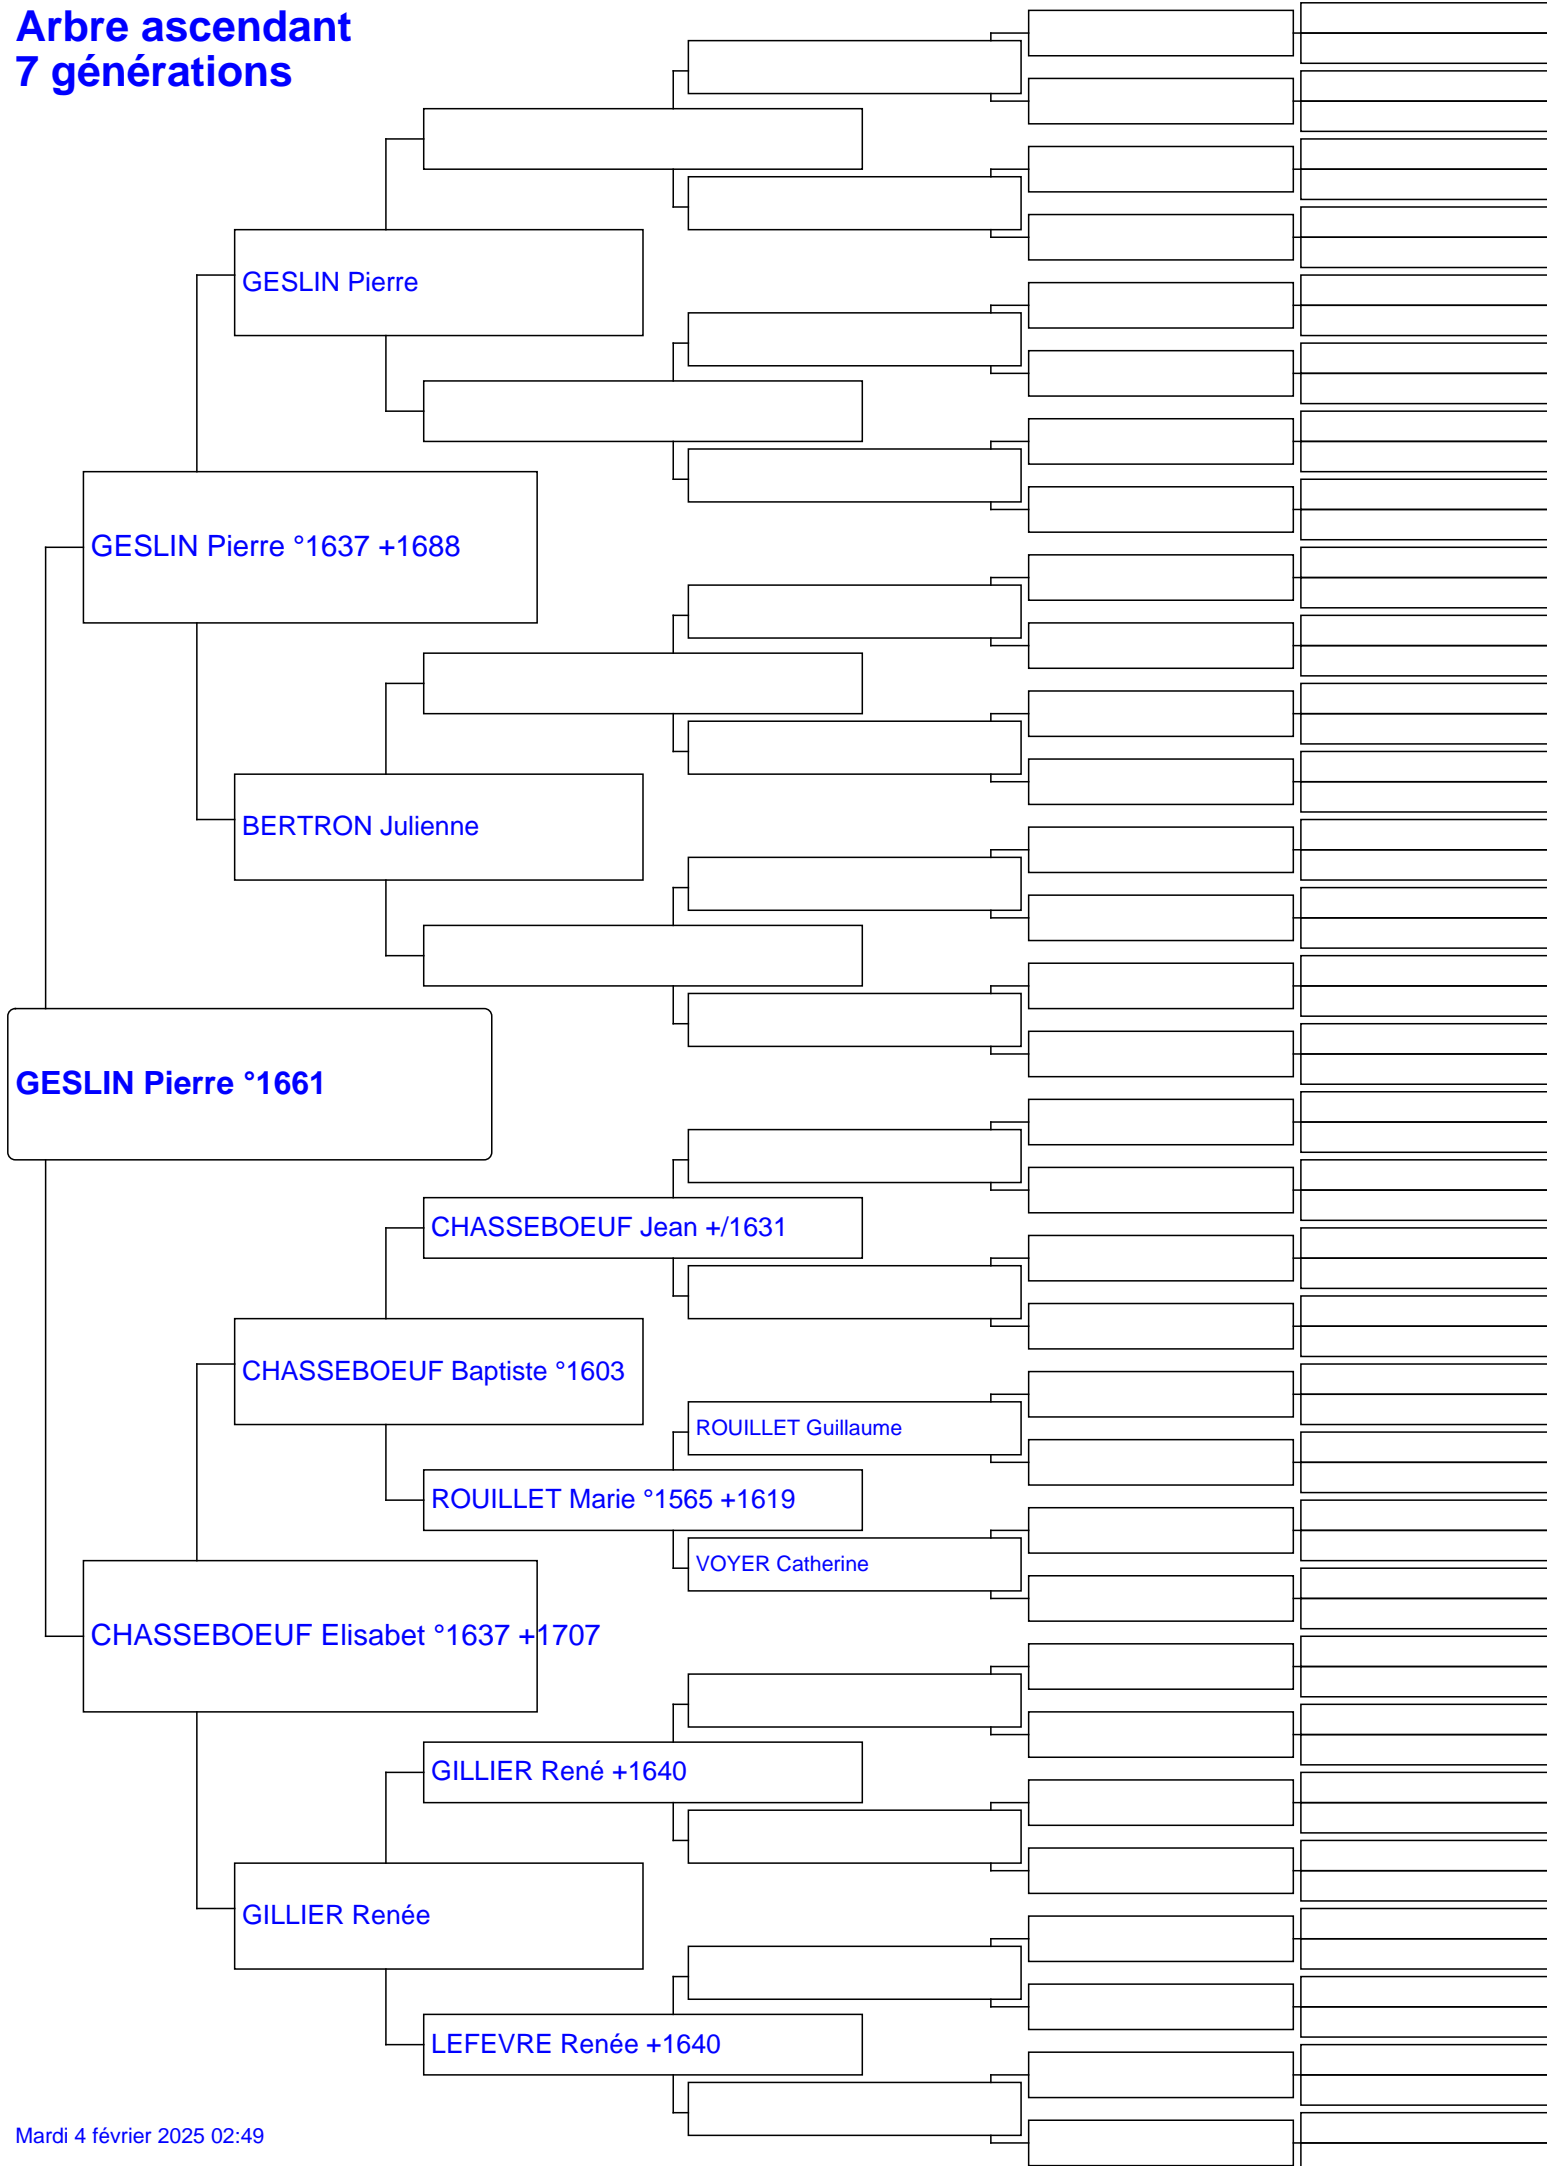 Arbre ascendant
7 générations
GESLIN Pierre
GESLIN Pierre °1637 +1688
BERTRON Julienne
GESLIN Pierre °1661
CHASSEBOEUF Jean +/1631
CHASSEBOEUF Baptiste °1603
ROUILLET Guillaume
ROUILLET Marie °1565 +1619
VOYER Catherine
CHASSEBOEUF Elisabet °1637 +1707
GILLIER René +1640
GILLIER Renée
LEFEVRE Renée +1640
Mardi 4 février 2025 02:49